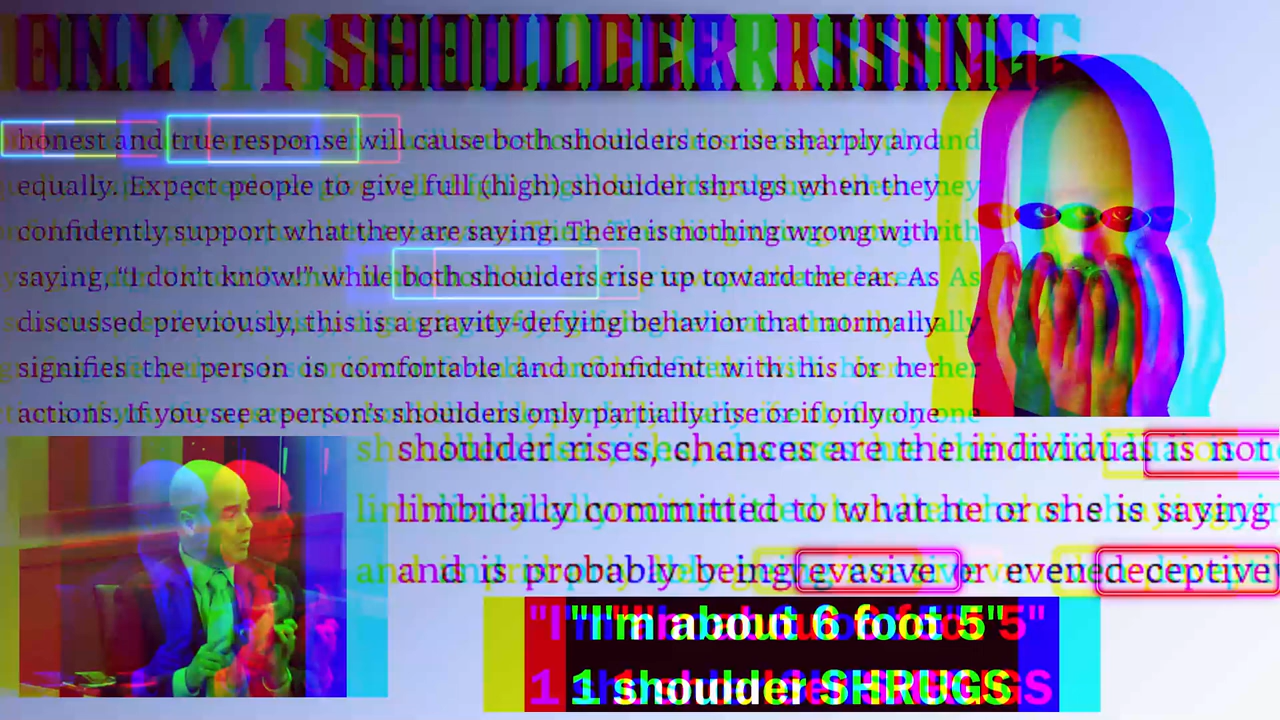 ONLY 1 SHOULDER RISING
honest and true response will cause both shoulders to rise sharply and
equally. Expect people to give full (high) shoulder shrugs when they
confidently support what they are saying. There is nothing wrong with
saying, “I don’t know!” while both shoulders rise up toward the ear. As
discussed previously, this is a gravity-defying behavior that normally
signifies the person is comfortable and confident with his or her
actions. If you see a person’s shoulders only partially rise or if only one
shoulder rises, chances are the individual is not
limbically committed to what he or she is saying
and is probably being evasive or even deceptive
"I'm about 6 foot 5"
1 shoulder SHRUGS